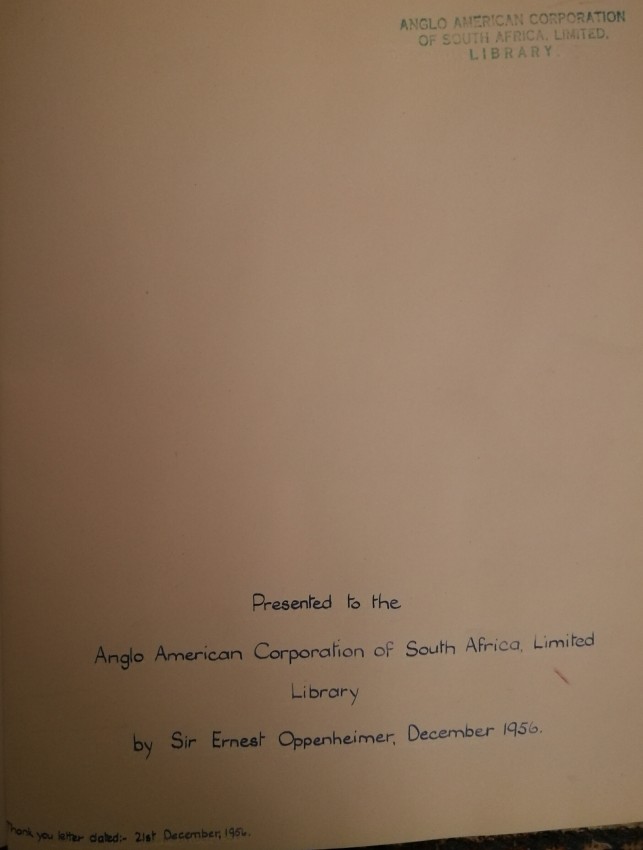 ANGLO AMERICAN CORPORATION
OF SOUTH AFRICA. LIMITED.
LIBRARY.
Presented to the
Anglo American Corporation of South Africa, Limited
Library
by Sir Ernest Oppenheimer, December 1956.
Thank you letter dated:- 21st December, 1956.